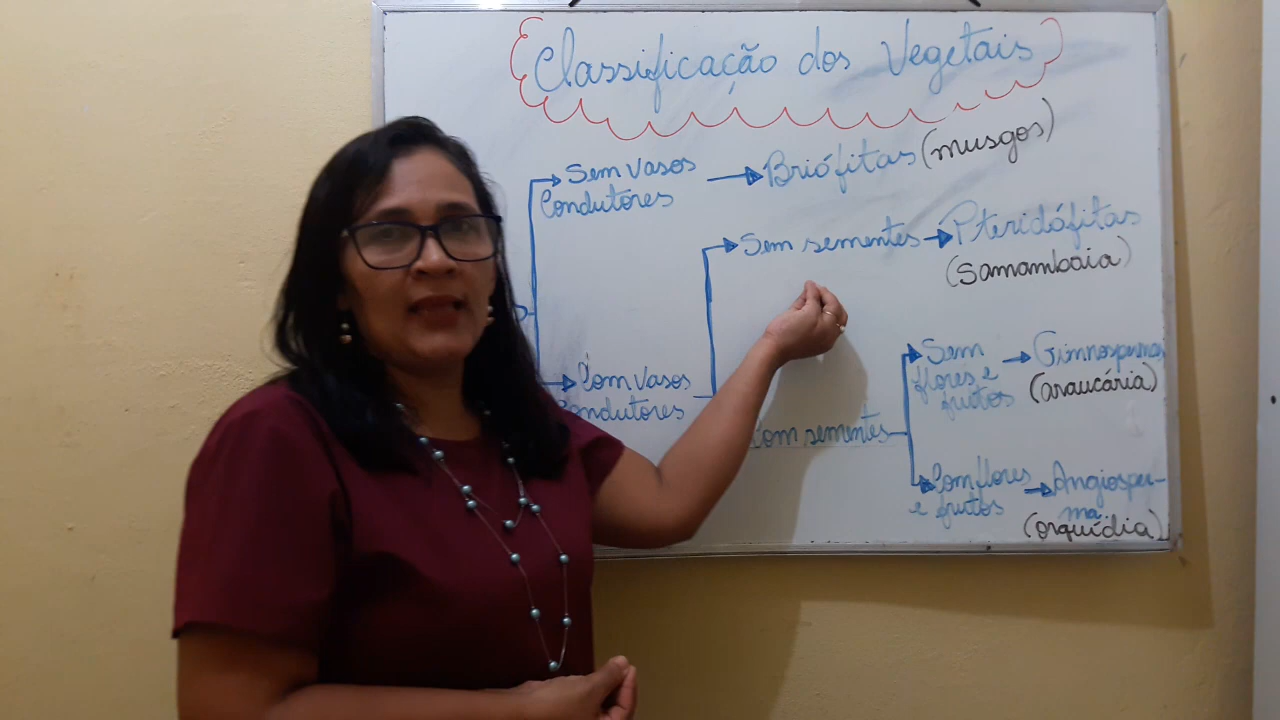 Classificação dos Vegetais
Sem vasos
Condutores
Briófitas (musgos)
Sem sementes
Pteridófitas
(Samambaia)
Com vasos
Condutores
Com sementes
Sem
flores e
frutos
Gimnosperma
(araucária)
Com flores
e frutos
Angiosper-
ma
(orquídia)